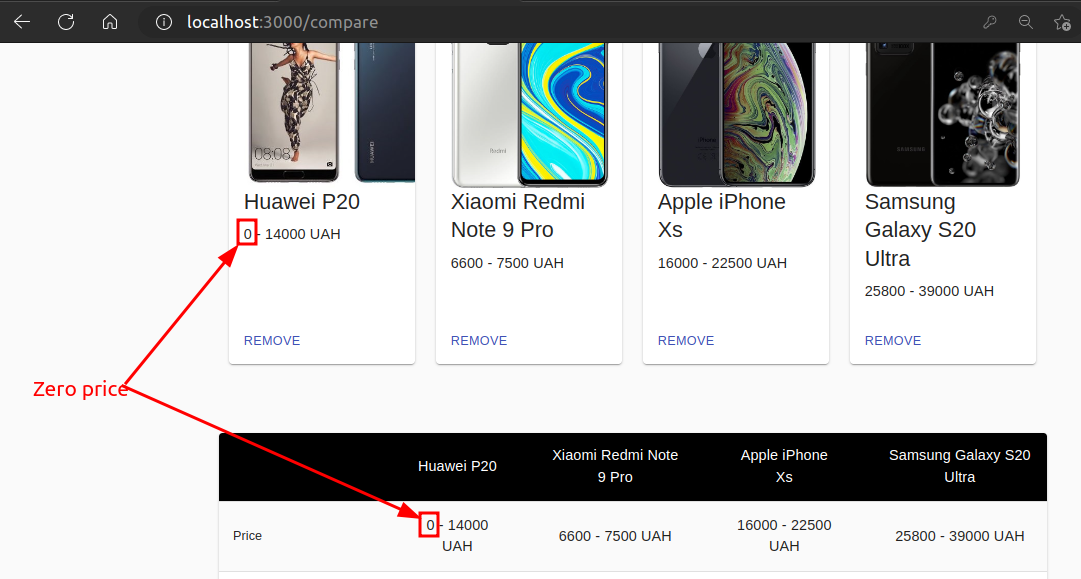 localhost:3000/compare
08:08
Redmi
iPhone
SAMSUNG
Huawei P20
0 - 14000 UAH
REMOVE
Xiaomi Redmi
Note 9 Pro
6600 - 7500 UAH
REMOVE
Apple iPhone
Xs
16000 - 22500 UAH
REMOVE
Samsung
Galaxy S20
Ultra
25800 - 39000 UAH
REMOVE
Zero price
Huawei P20
Xiaomi Redmi Note
9 Pro
Apple iPhone
Xs
Samsung Galaxy S20
Ultra
Price
0 - 14000
UAH
6600 - 7500 UAH
16000 - 22500
UAH
25800 - 39000 UAH